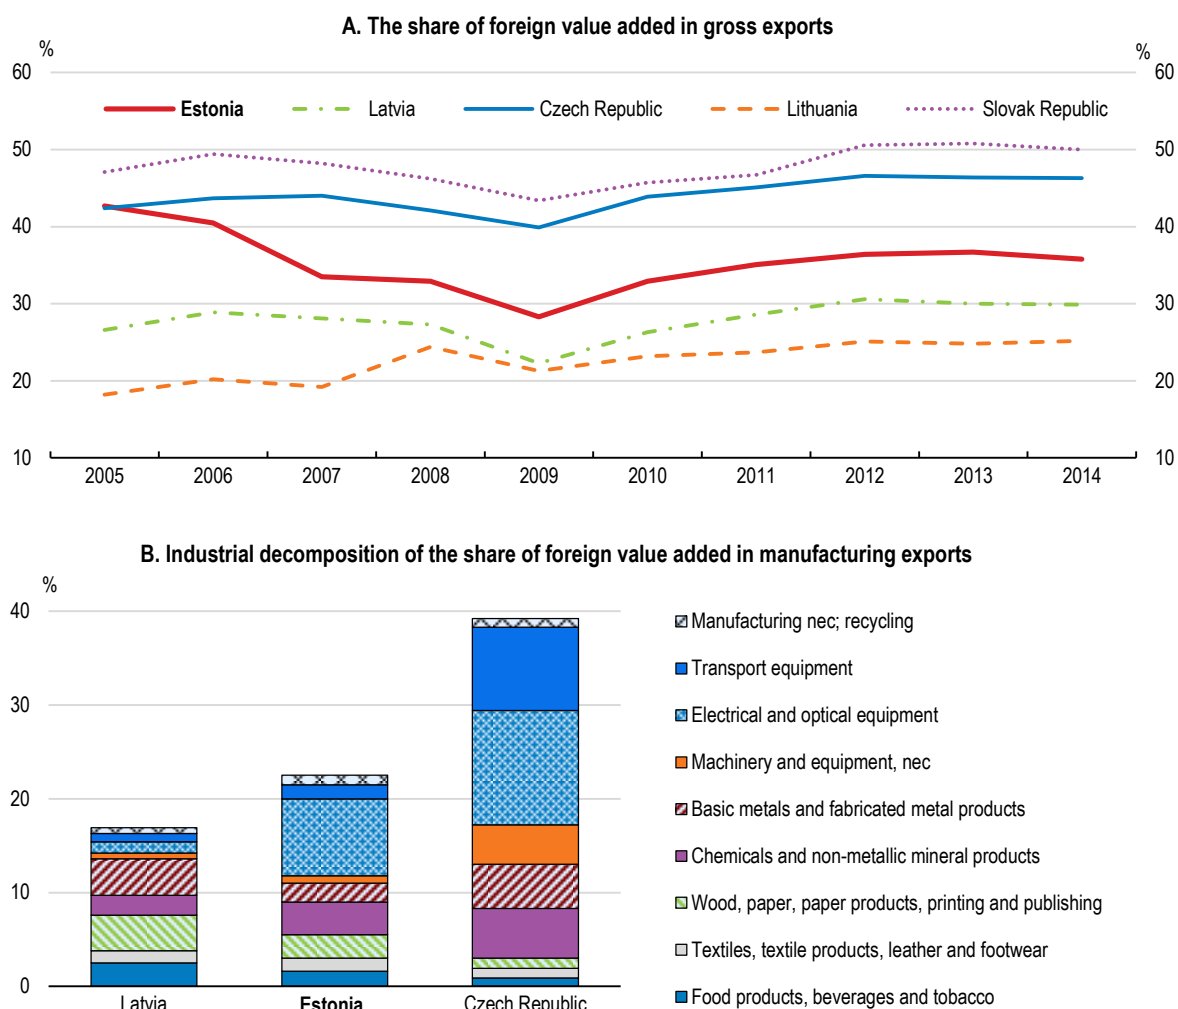 A. The share of foreign value added in gross exports
% %
60 60
Estonia Latvia Czech Republic Lithuania Slovak Republic
50 50
40 40
30 30
20 20
10 10
2005 2006 2007 2008 2009 2010 2011 2012 2013 2014
B. Industrial decomposition of the share of foreign value added in manufacturing exports
%
40
30
20
10
0
Latvia Estonia Czech Republic
Manufacturing nec; recycling
Transport equipment
Electrical and optical equipment
Machinery and equipment, nec
Basic metals and fabricated metal products
Chemicals and non-metallic mineral products
Wood, paper, paper products, printing and publishing
Textiles, textile products, leather and footwear
Food products, beverages and tobacco